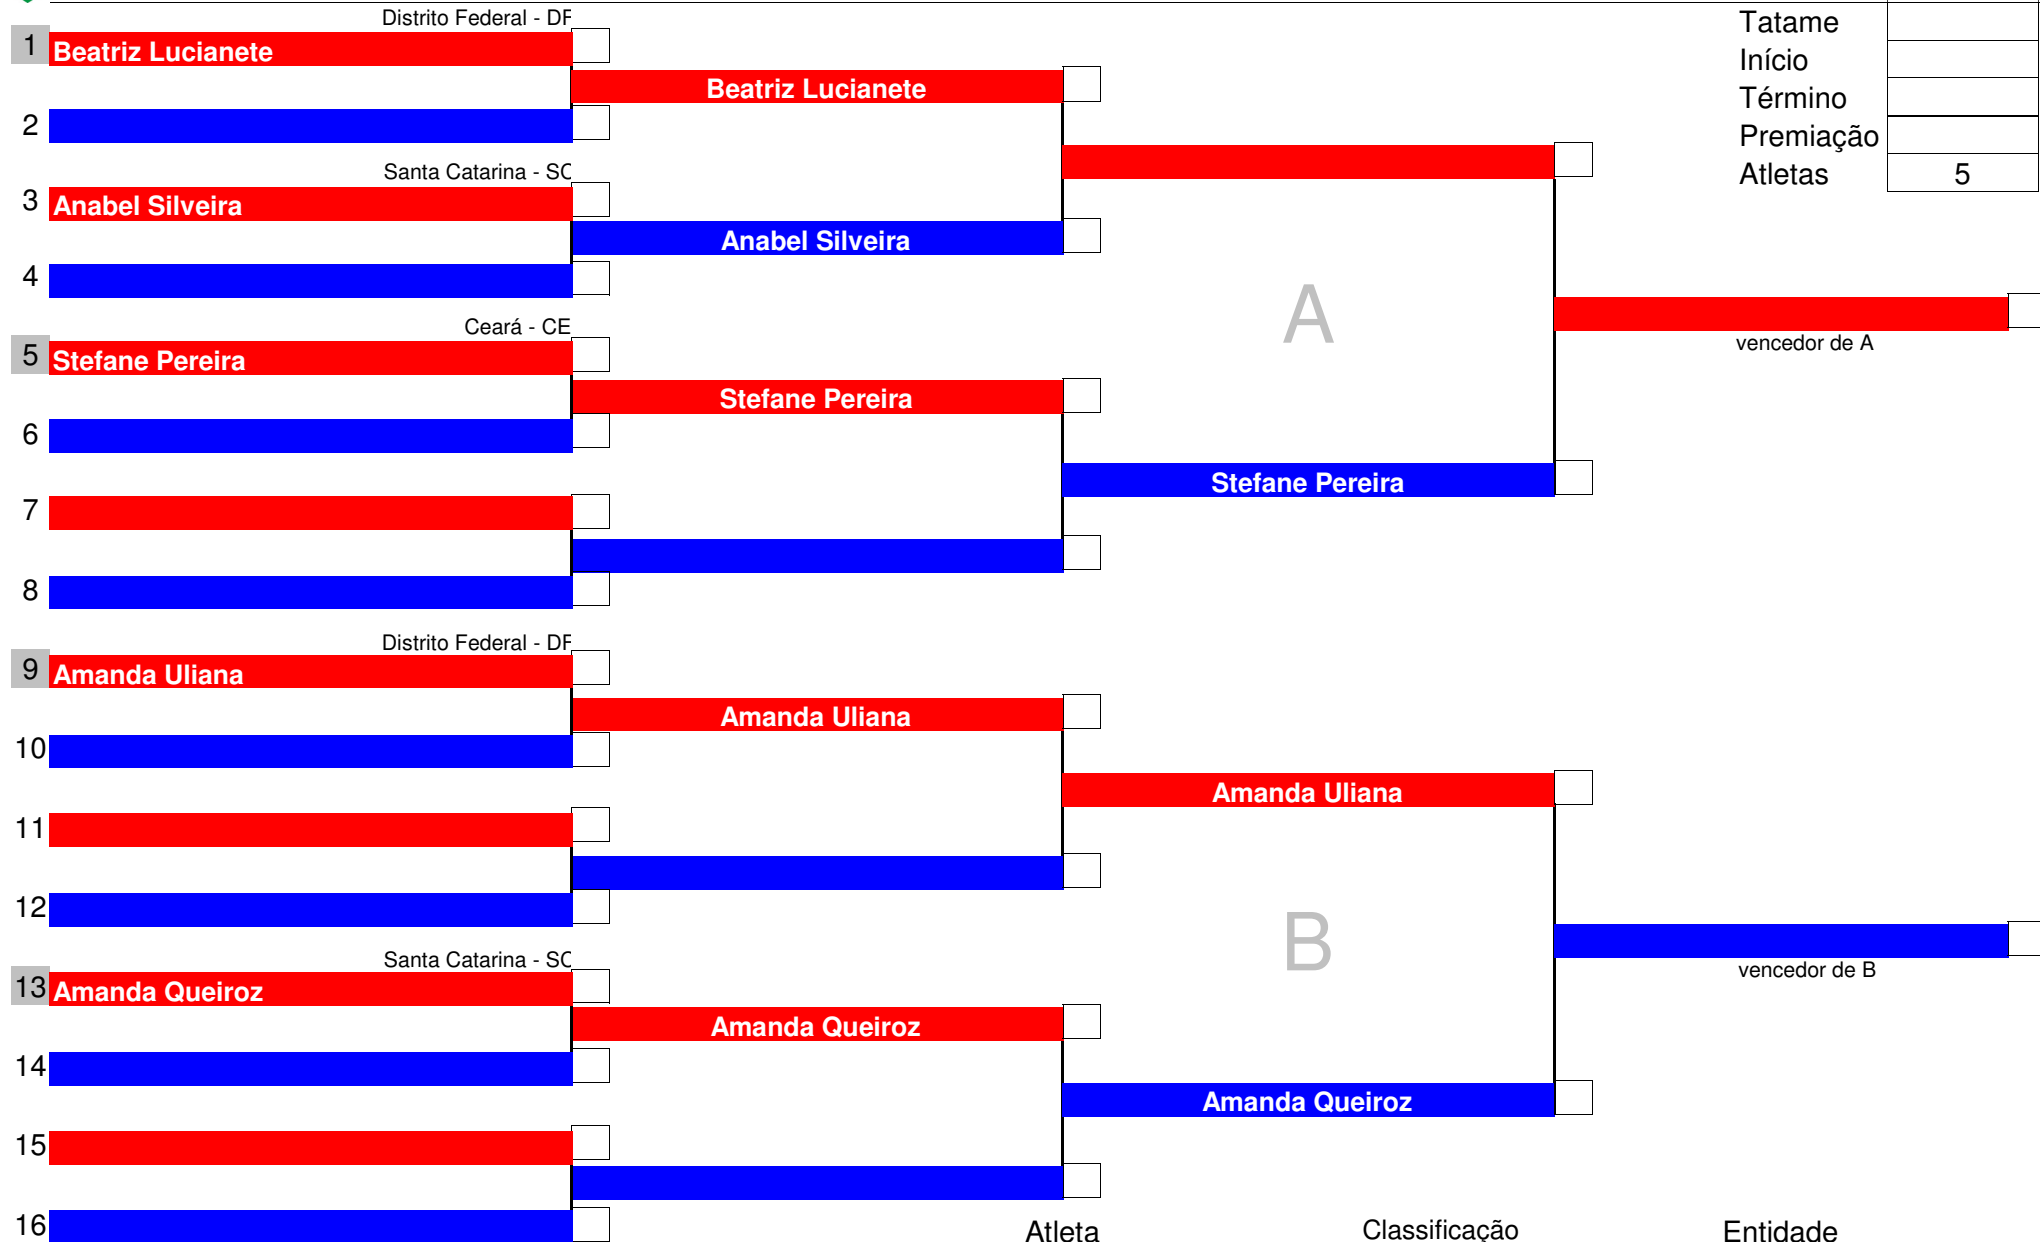 Distrito Federal - DF
Tatame
1 Beatriz Lucianete
Início
Beatriz Lucianete
Término
2
Premiação
Santa Catarina - SC
Atletas 5
3 Anabel Silveira
Anabel Silveira
4
A
Ceará - CE
vencedor de A
5 Stefane Pereira
Stefane Pereira
6
Stefane Pereira
7
8
Distrito Federal - DF
9 Amanda Uliana
Amanda Uliana
10
Amanda Uliana
11
12
B
Santa Catarina - SC
vencedor de B
13 Amanda Queiroz
Amanda Queiroz
14
Amanda Queiroz
15
16
Atleta Classificação Entidade